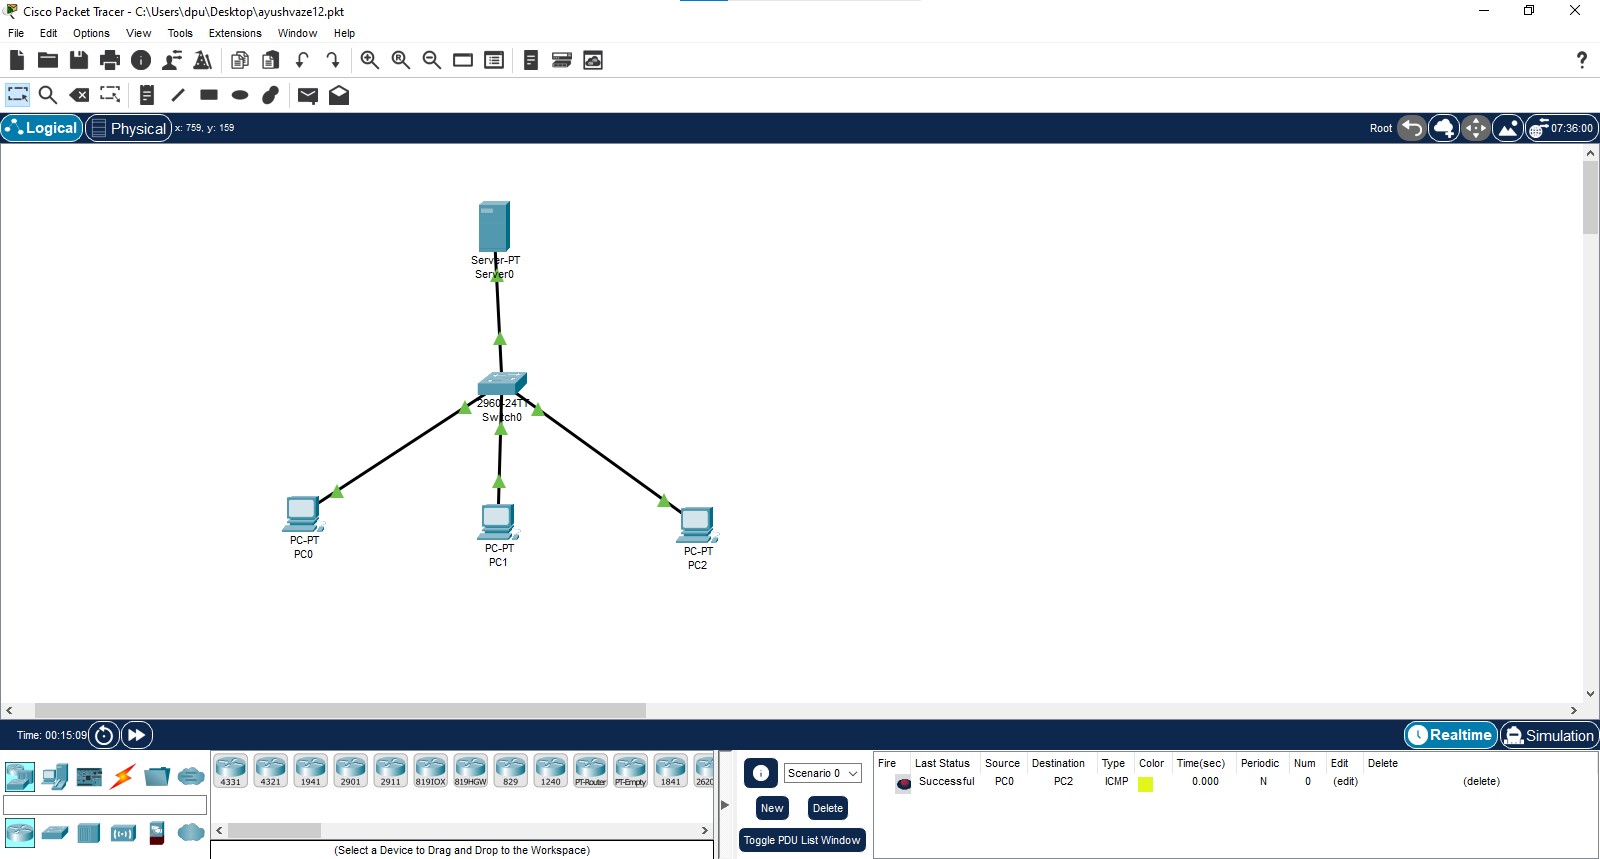 Cisco Packet Tracer - C:\Users\dpu\Desktop\ayushvaze12.pkt
File Edit Options View Tools Extensions Window Help
?
Logical Physical x: 759, y: 159 Root 07:36:00
Server-PT
Server0
2960-24TT
Switch0
PC-PT
PC0
PC-PT
PC1
PC-PT
PC2
Time: 00:15:09 Realtime Simulation
4331 4321 1941 2901 2911 819IOX 819HGW 829 1240 PT-Router PT-Empty 1841 2620
(Select a Device to Drag and Drop to the Workspace)
Scenario 0
New Delete
Toggle PDU List Window
Fire Last Status Source Destination Type Color Time(sec) Periodic Num Edit Delete
Successful PC0 PC2 ICMP 0.000 N 0 (edit) (delete)